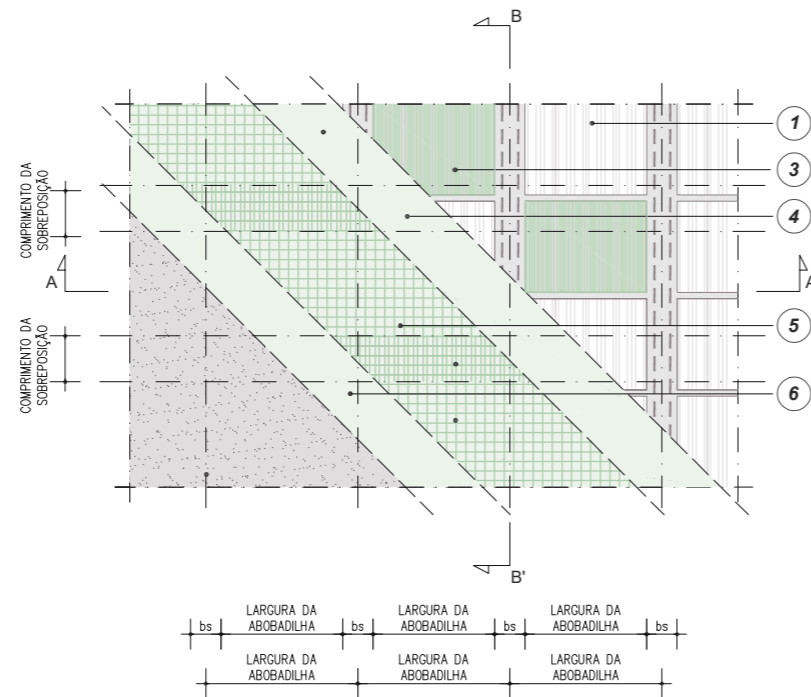 B
1
3
COMPRIMENTO DA
SOBREPOSIÇÃO
4
A
A
5
COMPRIMENTO DA
SOBREPOSIÇÃO
6
B'
LARGURA DA
ABOBADILHA
LARGURA DA
ABOBADILHA
LARGURA DA
ABOBADILHA
bs
bs
bs
bs
LARGURA DA
ABOBADILHA
LARGURA DA
ABOBADILHA
LARGURA DA
ABOBADILHA